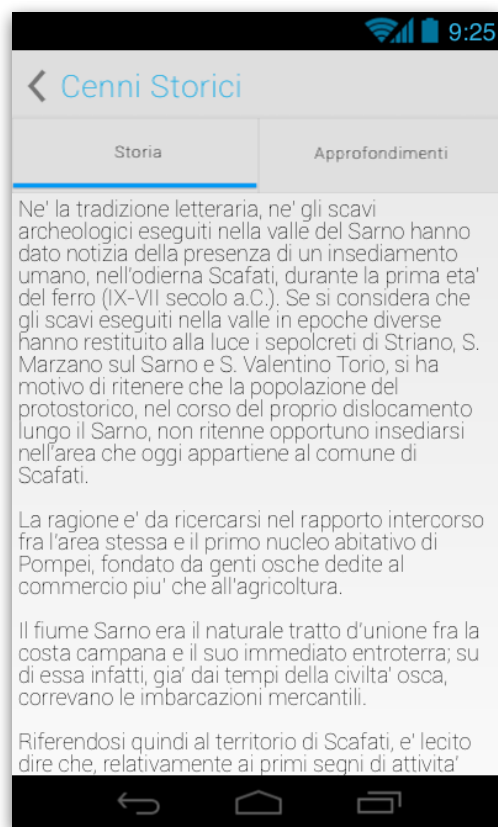 9:25
Cenni Storici
Storia
Approfondimenti
Ne' la tradizione letteraria, ne' gli scavi
archeologici eseguiti nella valle del Sarno hanno
dato notizia della presenza di un insediamento
umano, nell'odierna Scafati, durante la prima eta'
del ferro (IX-VII secolo a.C.). Se si considera che
gli scavi eseguiti nella valle in epoche diverse
hanno restituito alla luce i sepolcreti di Striano, S.
Marzano sul Sarno e S. Valentino Torio, si ha
motivo di ritenere che la popolazione del
protostorico, nel corso del proprio dislocamento
lungo il Sarno, non ritenne opportuno insediarsi
nell'area che oggi appartiene al comune di
Scafati.
La ragione e' da ricercarsi nel rapporto intercorso
fra l'area stessa e il primo nucleo abitativo di
Pompei, fondato da genti osche dedite al
commercio piu' che all'agricoltura.
Il fiume Sarno era il naturale tratto d'unione fra la
costa campana e il suo immediato entroterra; su
di essa infatti, gia' dai tempi della civilta' osca,
correvano le imbarcazioni mercantili.
Riferendosi quindi al territorio di Scafati, e' lecito
dire che, relativamente ai primi segni di attivita'